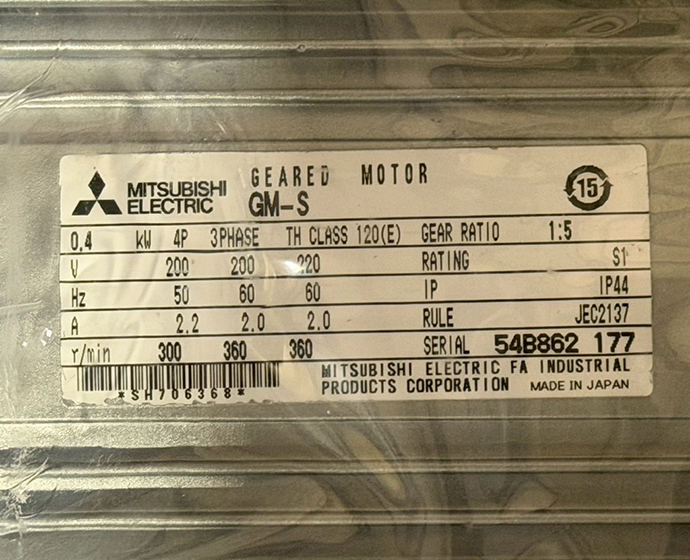 MITSUBISHI
ELECTRIC
GEARED MOTOR
GM-S
15
0.4 kW 4P 3PHASE TH CLASS 120(E) GEAR RATIO 1:5
V 200 200 220 RATING S1
Hz 50 60 60 IP IP44
A 2.2 2.0 2.0 RULE JEC2137
r/min 300 360 360 SERIAL 54B862 177
*SH706368*
MITSUBISHI ELECTRIC FA INDUSTRIAL
PRODUCTS CORPORATION MADE IN JAPAN